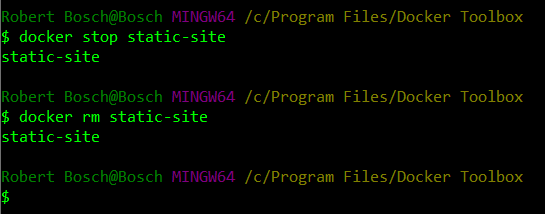 Robert Bosch@Bosch MINGW64 /c/Program Files/Docker Toolbox
$ docker stop static-site
static-site
Robert Bosch@Bosch MINGW64 /c/Program Files/Docker Toolbox
$ docker rm static-site
static-site
Robert Bosch@Bosch MINGW64 /c/Program Files/Docker Toolbox
$